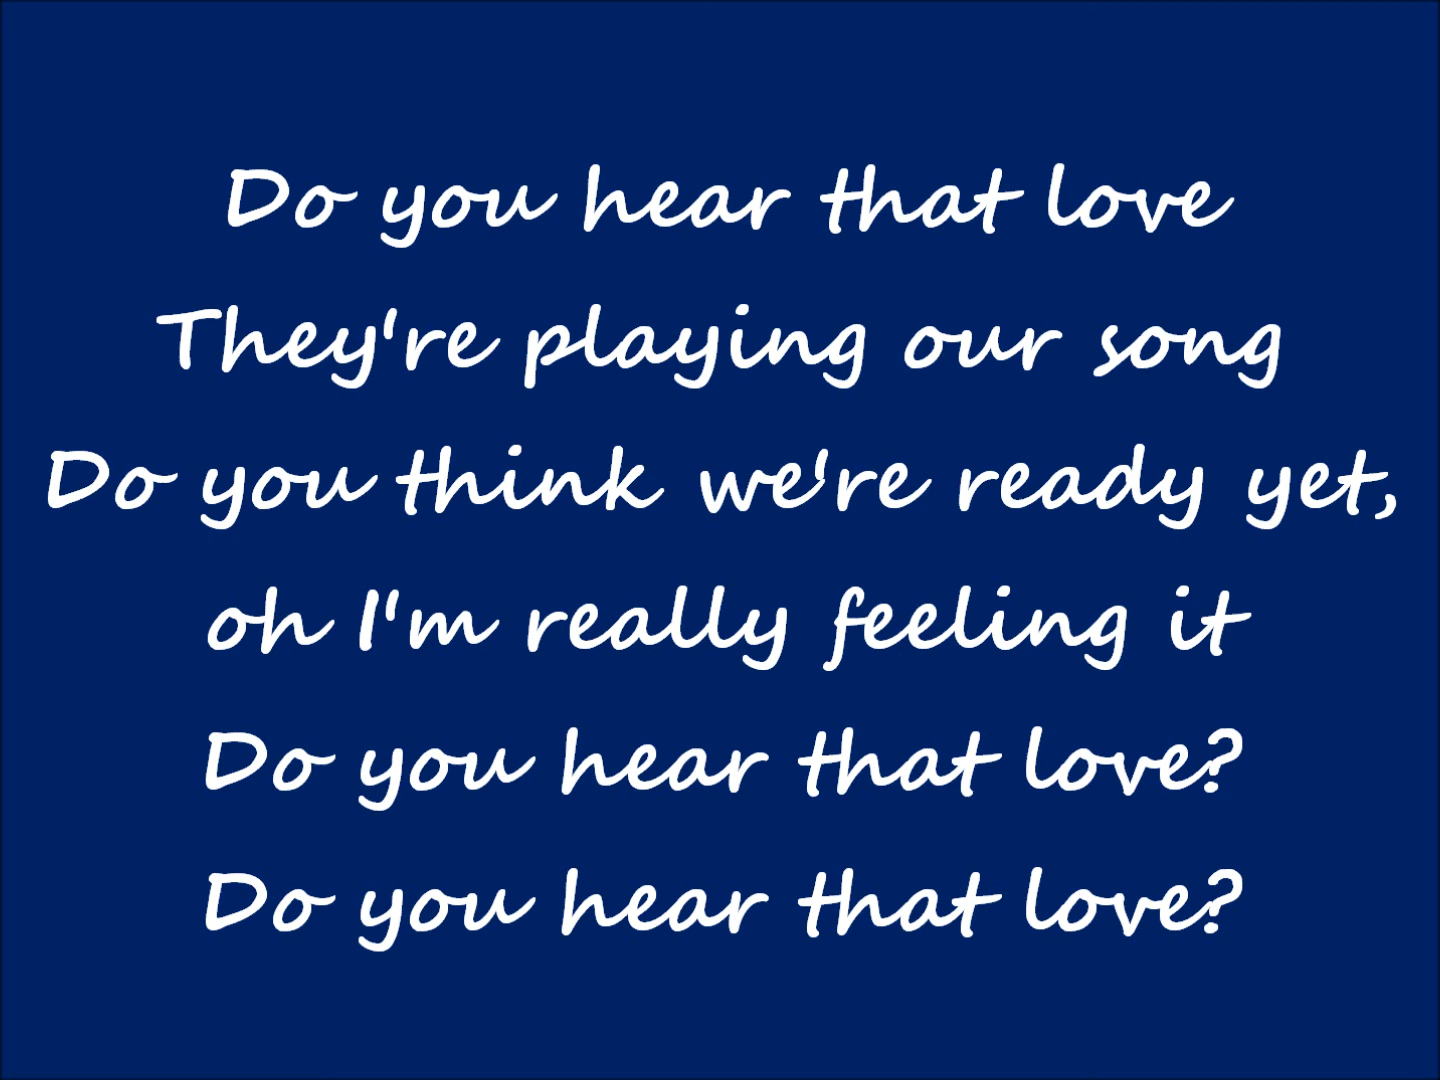 Do you hear that love
They're playing our song
Do you think we're ready yet,
oh I'm really feeling it
Do you hear that love?
Do you hear that love?